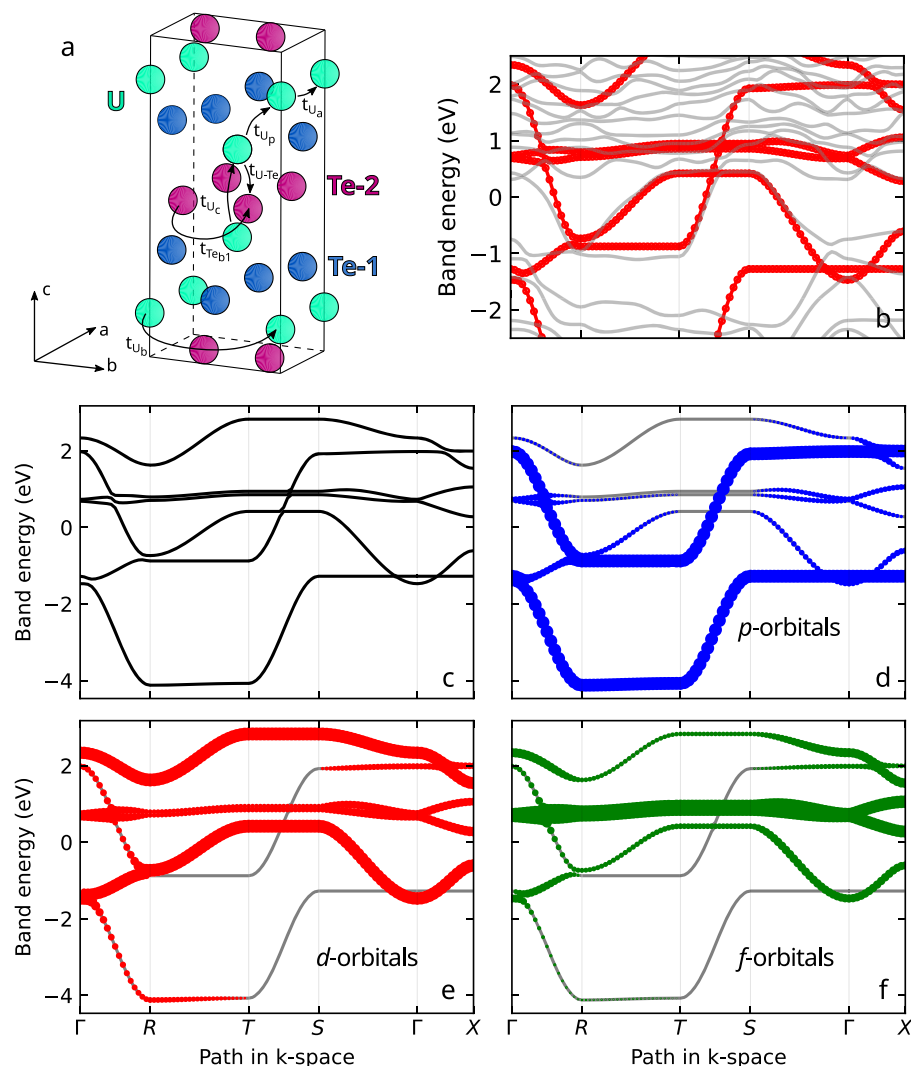 a
U
t_Ua
t_Up
t_U-Te
Te-2
t_Uc
t_Teb1
Te-1
c
a
b
t_Ub
Band energy (eV)
2
1
0
−1
−2
b
Band energy (eV)
2
0
−2
−4
c
p-orbitals
d
Band energy (eV)
2
0
−2
−4
d-orbitals
e
f-orbitals
f
Γ R T S Γ X
Γ R T S Γ X
Path in k-space
Path in k-space